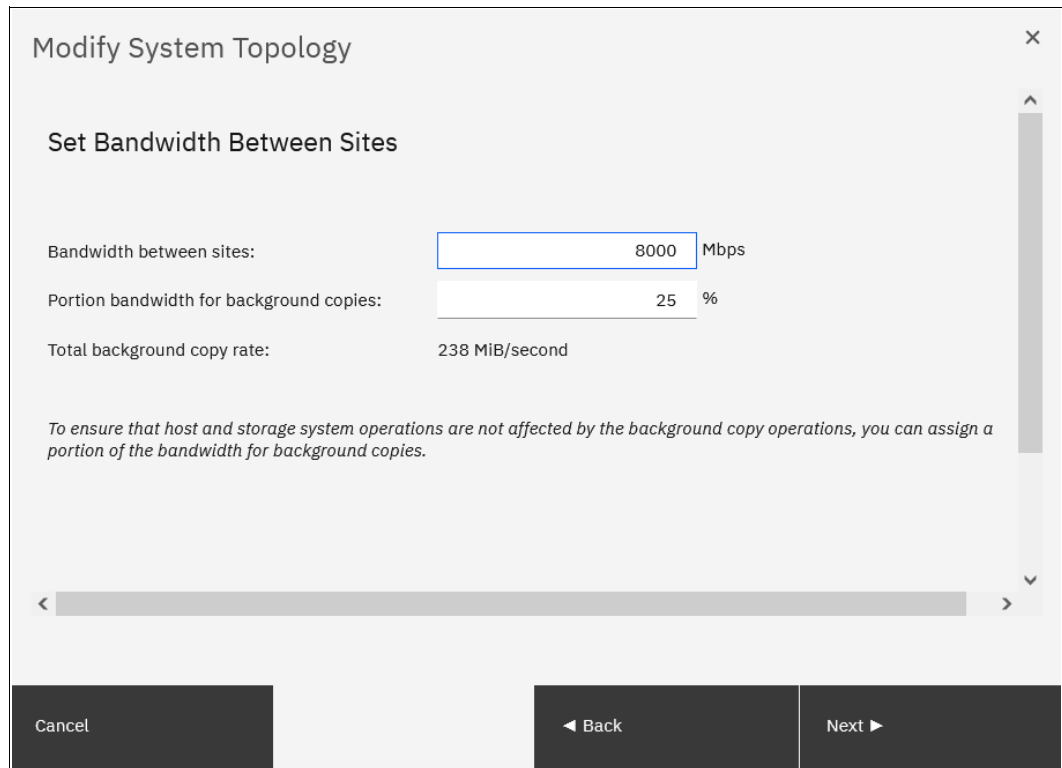 Modify System Topology
Set Bandwidth Between Sites
Bandwidth between sites: 8000 Mbps
Portion bandwidth for background copies: 25 %
Total background copy rate: 238 MiB/second
To ensure that host and storage system operations are not affected by the background copy operations, you can assign a
portion of the bandwidth for background copies.
Cancel
Back
Next